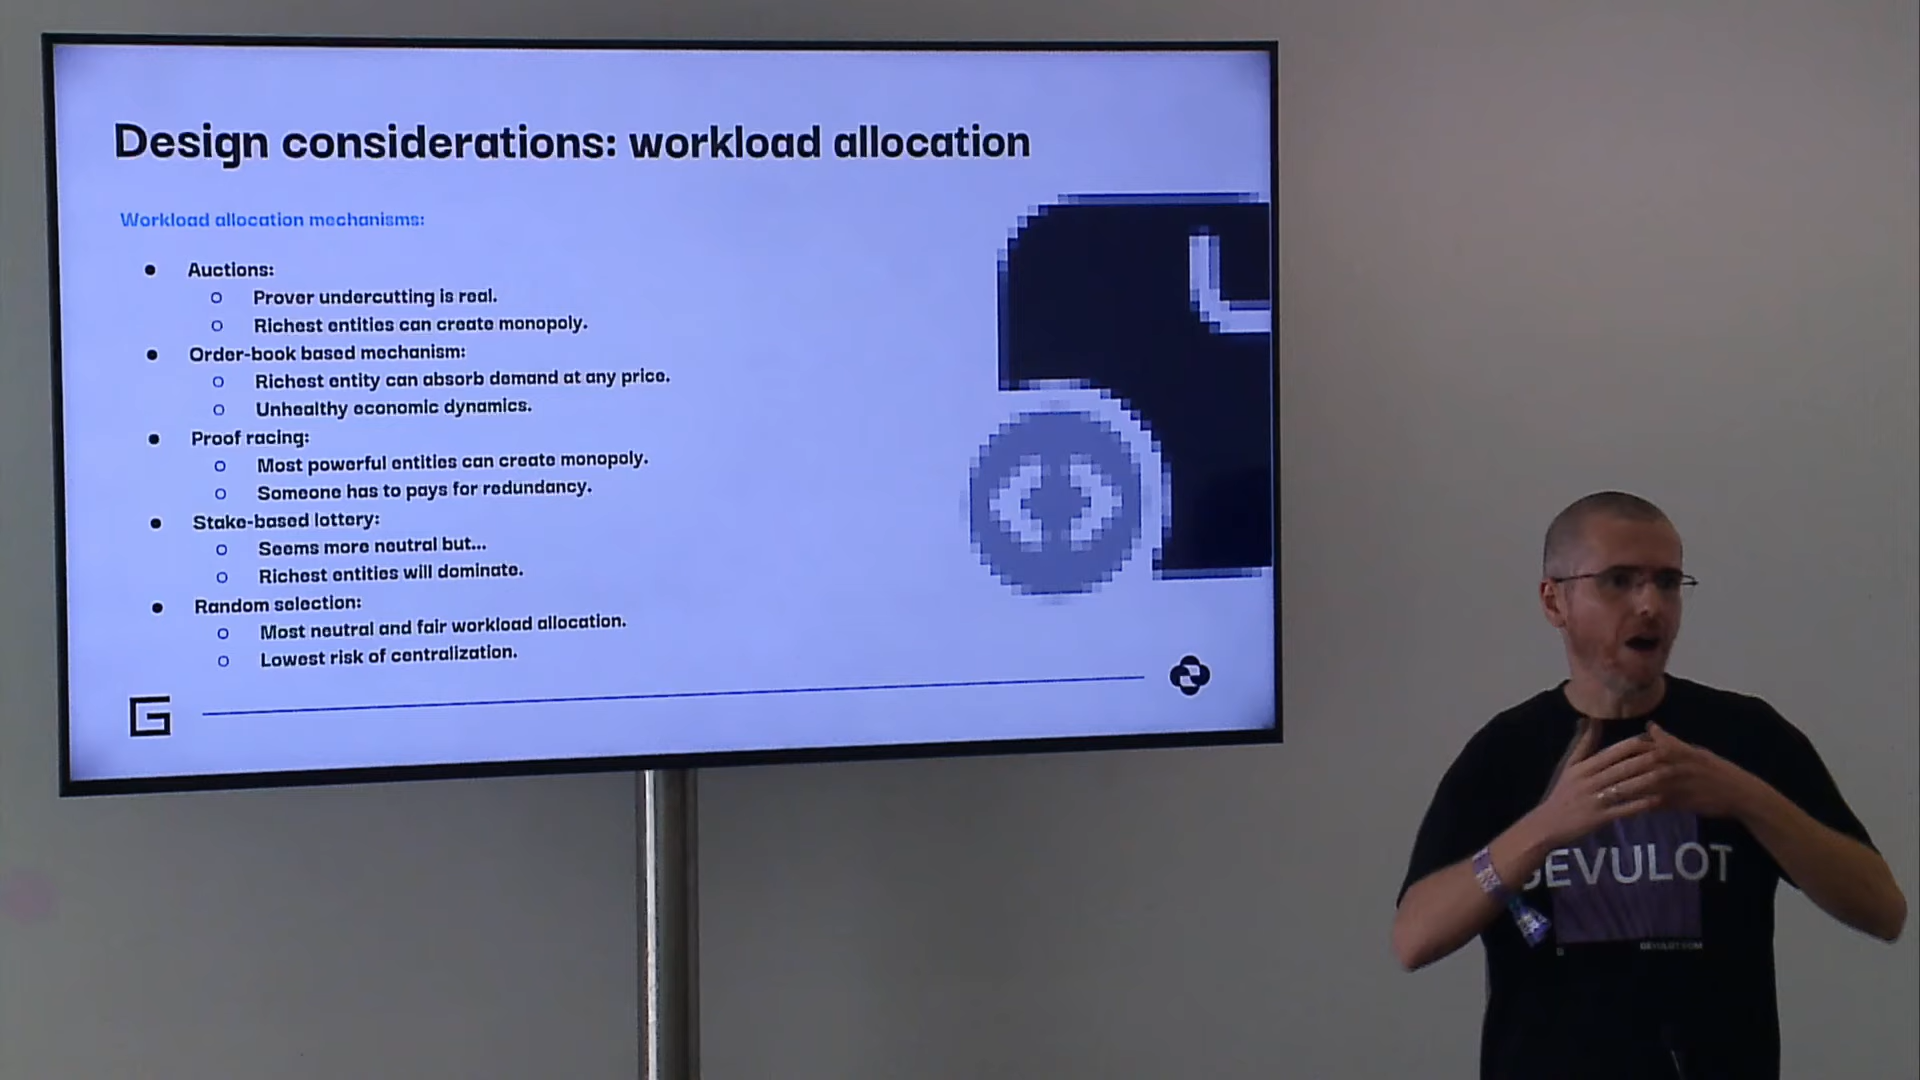 Design considerations: workload allocation
Workload allocation mechanisms:
● Auctions:
○ Prover undercutting is real.
○ Richest entities can create monopoly.
● Order-book based mechanism:
○ Richest entity can absorb demand at any price.
○ Unhealthy economic dynamics.
● Proof racing:
○ Most powerful entities can create monopoly.
○ Someone has to pays for redundancy.
● Stake-based lottery:
○ Seems more neutral but...
○ Richest entities will dominate.
● Random selection:
○ Most neutral and fair workload allocation.
○ Lowest risk of centralization.
GEVULOT
GEVULOT.COM